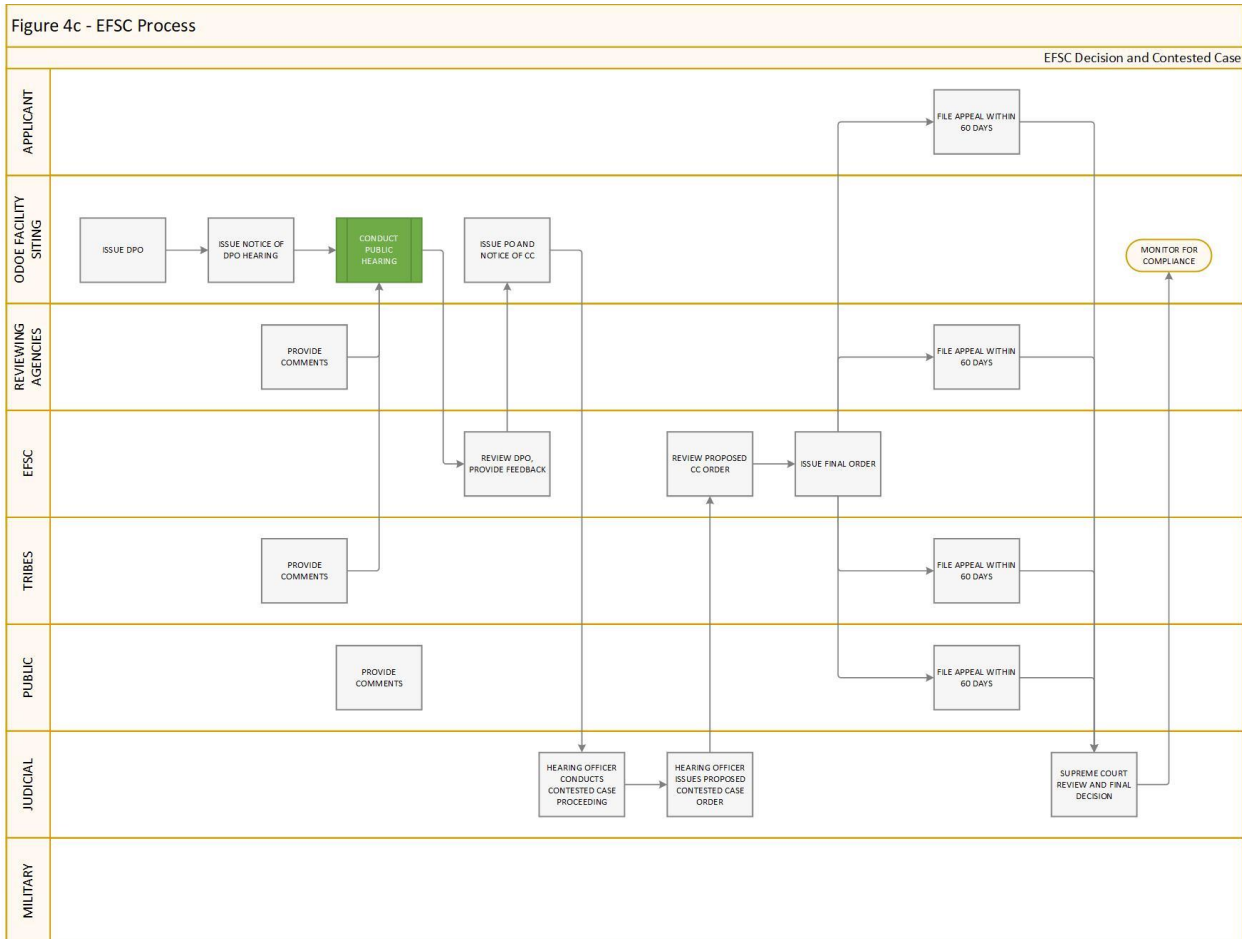 Figure 4c - EFSC Process
EFSC Decision and Contested Case
APPLICANT
FILE APPEAL WITHIN
60 DAYS
ODOE FACILITY
SITING
ISSUE DPO
ISSUE NOTICE OF
DPO HEARING
CONDUCT
PUBLIC
HEARING
ISSUE PO AND
NOTICE OF CC
MONITOR FOR
COMPLIANCE
REVIEWING
AGENCIES
PROVIDE
COMMENTS
FILE APPEAL WITHIN
60 DAYS
EFSC
REVIEW DPO,
PROVIDE FEEDBACK
REVIEW PROPOSED
CC ORDER
ISSUE FINAL ORDER
TRIBES
PROVIDE
COMMENTS
FILE APPEAL WITHIN
60 DAYS
PUBLIC
PROVIDE
COMMENTS
FILE APPEAL WITHIN
60 DAYS
JUDICIAL
HEARING OFFICER
CONDUCTS
CONTESTED CASE
PROCEEDING
HEARING OFFICER
ISSUES PROPOSED
CONTESTED CASE
ORDER
SUPREME COURT
REVIEW AND FINAL
DECISION
MILITARY